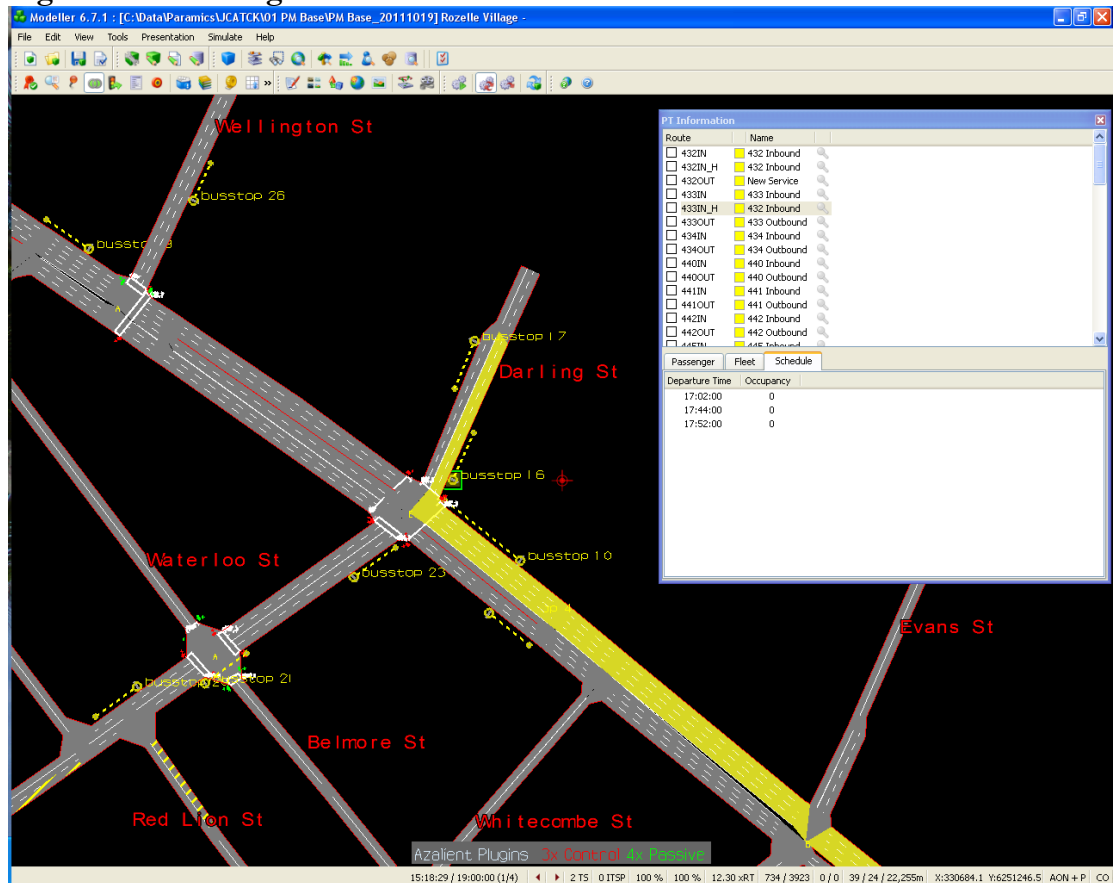 Modeller 6.7.1 : [C:\Data\Paramics\JCATCK\01 PM Base\PM Base_20111019] Rozelle Village -
File Edit View Tools Presentation Simulate Help
Wellington St
busstop 26
busstop 17
Darling St
busstop 16
busstop 10
Waterloo St
busstop 23
Evans St
busstop 21
Belmore St
Red Lion St
Whitecombe St
Azalient Plugins 3x Control 4x Passive
PT Information
Route Name
432IN 432 Inbound
432IN_H 432 Inbound
432OUT New Service
433IN 433 Inbound
433IN_H 432 Inbound
433OUT 433 Outbound
434IN 434 Inbound
434OUT 434 Outbound
440IN 440 Inbound
440OUT 440 Outbound
441IN 441 Inbound
441OUT 441 Outbound
442IN 442 Inbound
442OUT 442 Outbound
445IN 445 Inbound
Passenger Fleet Schedule
Departure Time Occupancy
17:02:00 0
17:44:00 0
17:52:00 0
15:18:29 / 19:00:00 (1/4) 2 TS 0 ITSP 100 % 100 % 12.30 xRT 734 / 3923 0 / 0 39 / 24 / 22,255m X:330684.1 Y:6251246.5 AON + P CO